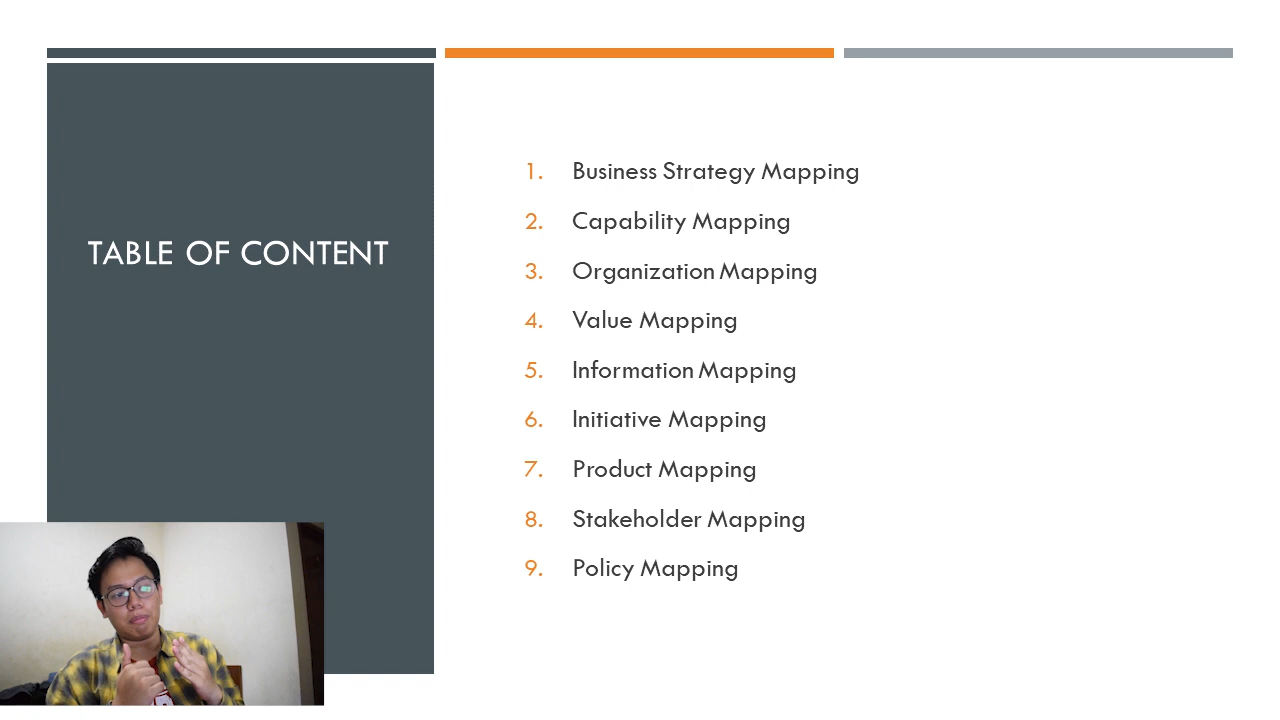 TABLE OF CONTENT
1. Business Strategy Mapping
2. Capability Mapping
3. Organization Mapping
4. Value Mapping
5. Information Mapping
6. Initiative Mapping
7. Product Mapping
8. Stakeholder Mapping
9. Policy Mapping